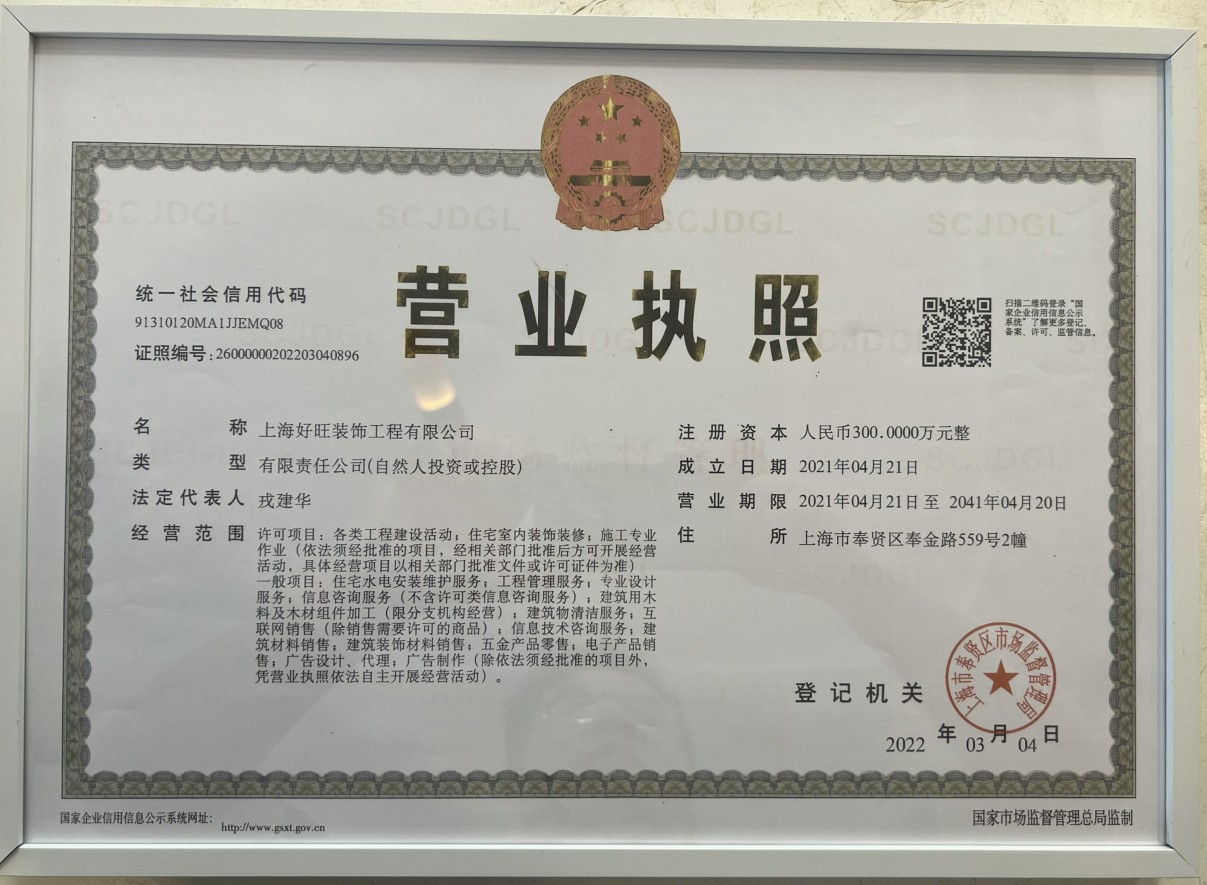 SCJDGL SCJDGL SCJDGL SCJDGL
营业执照
统一社会信用代码
91310120MA1JJEMQ08
证照编号:26000000202203040896
扫描二维码登录“国
家企业信用信息公示
系统”了解更多登记、
备案、许可、监管信息。
名称 上海好旺装饰工程有限公司
类型 有限责任公司(自然人投资或控股)
法定代表人 戎建华
经营范围 许可项目：各类工程建设活动；住宅室内装饰装修；施工专业
作业（依法须经批准的项目，经相关部门批准后方可开展经营
活动，具体经营项目以相关部门批准文件或许可证件为准）
一般项目：住宅水电安装维护服务；工程管理服务；专业设计
服务；信息咨询服务（不含许可类信息咨询服务）；建筑用木
料及木材组件加工（限分支机构经营）；建筑物清洁服务；互
联网销售（除销售需要许可的商品）；信息技术咨询服务；建
筑材料销售；建筑装饰材料销售；五金产品零售；电子产品销
售；广告设计、代理；广告制作（除依法须经批准的项目外，
凭营业执照依法自主开展经营活动）。
注册资本 人民币300.0000万元整
成立日期 2021年04月21日
营业期限 2021年04月21日 至 2041年04月20日
住所 上海市奉贤区奉金路559号2幢
登记机关
上海市奉贤区市场监督管理局
2022 年 03 月 04 日
国家企业信用信息公示系统网址：
http://www.gsxt.gov.cn
国家市场监督管理总局监制